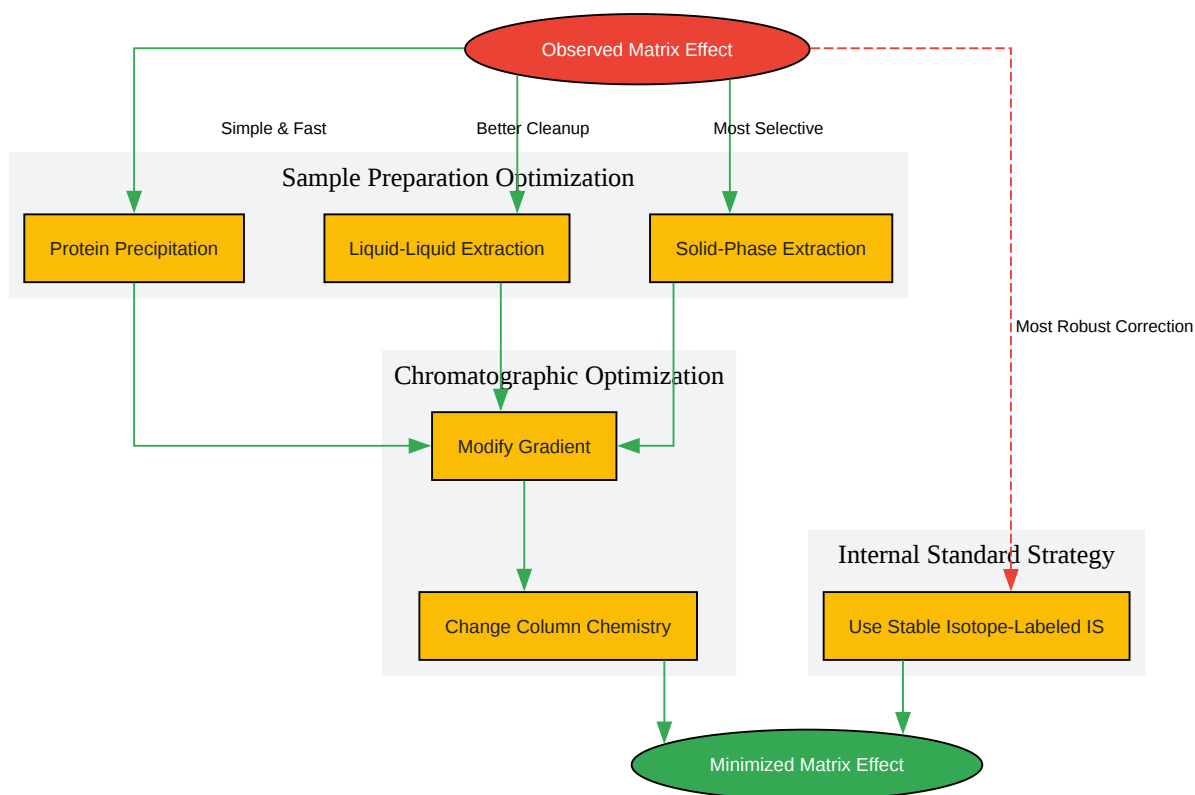 Observed Matrix Effect
Simple & Fast
Better Cleanup
Most Selective
Sample Preparation Optimization
Protein Precipitation
Liquid-Liquid Extraction
Solid-Phase Extraction
Most Robust Correction
Chromatographic Optimization
Modify Gradient
Internal Standard Strategy
Change Column Chemistry
Use Stable Isotope-Labeled IS
Minimized Matrix Effect